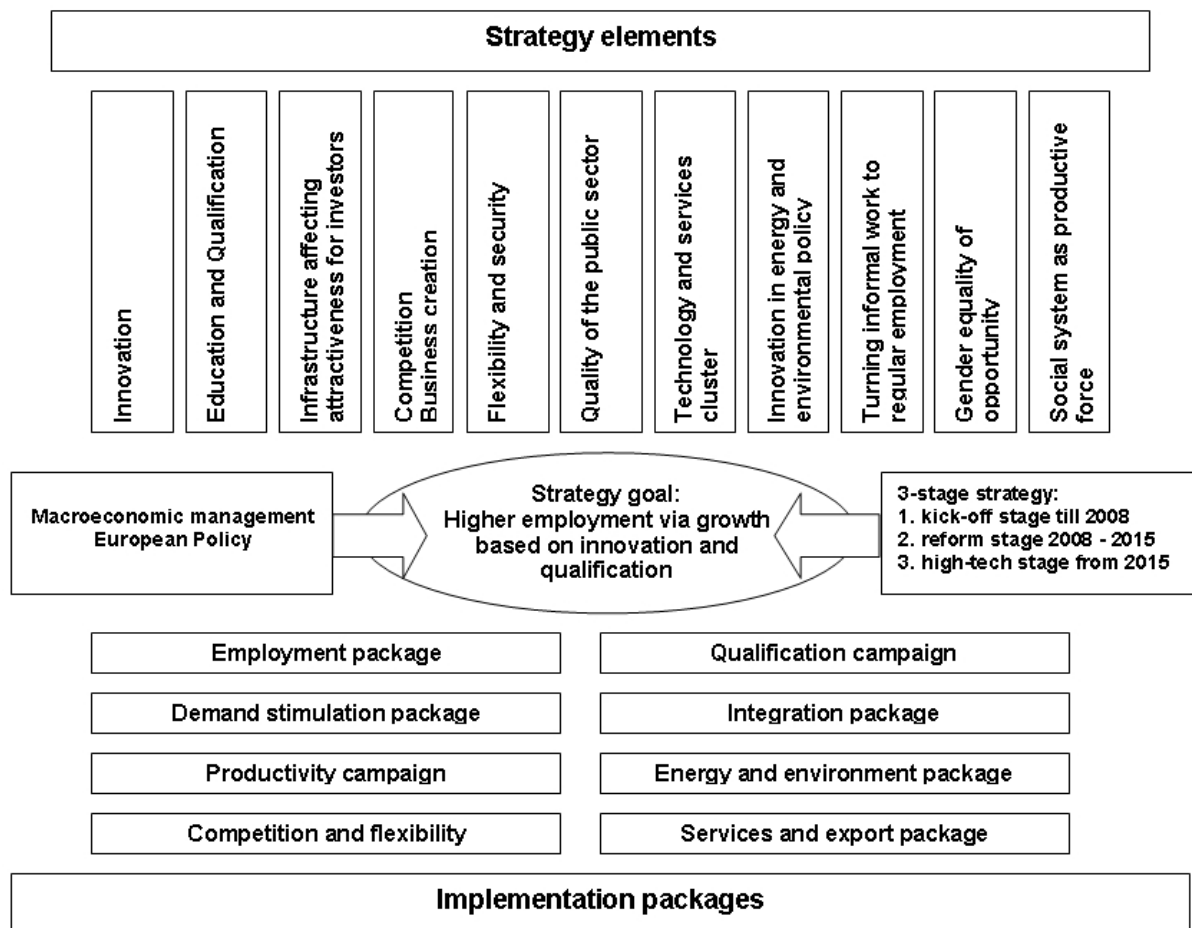 Strategy elements
Innovation
Education and Qualification
Infrastructure affecting
attractiveness for investors
Competition
Business creation
Flexibility and security
Quality of the public sector
Technology and services
cluster
Innovation in energy and
environmental policy
Turning informal work to
regular employment
Gender equality of
opportunity
Social system as productive
force
Macroeconomic management
European Policy
Strategy goal:
Higher employment via growth
based on innovation and
qualification
3-stage strategy:
1. kick-off stage till 2008
2. reform stage 2008 - 2015
3. high-tech stage from 2015
Employment package
Qualification campaign
Demand stimulation package
Integration package
Productivity campaign
Energy and environment package
Competition and flexibility
Services and export package
Implementation packages